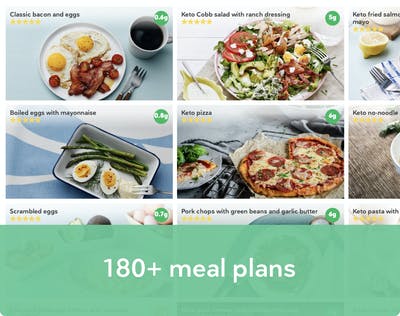 Classic bacon and eggs
0.6g
Keto Cobb salad with ranch dressing
5g
Keto fried salmo
mayo
Boiled eggs with mayonnaise
0.8g
Keto pizza
6g
Keto no-noodle
Scrambled eggs
0.7g
Pork chops with green beans and garlic butter
6g
Keto pasta with
180+ meal plans